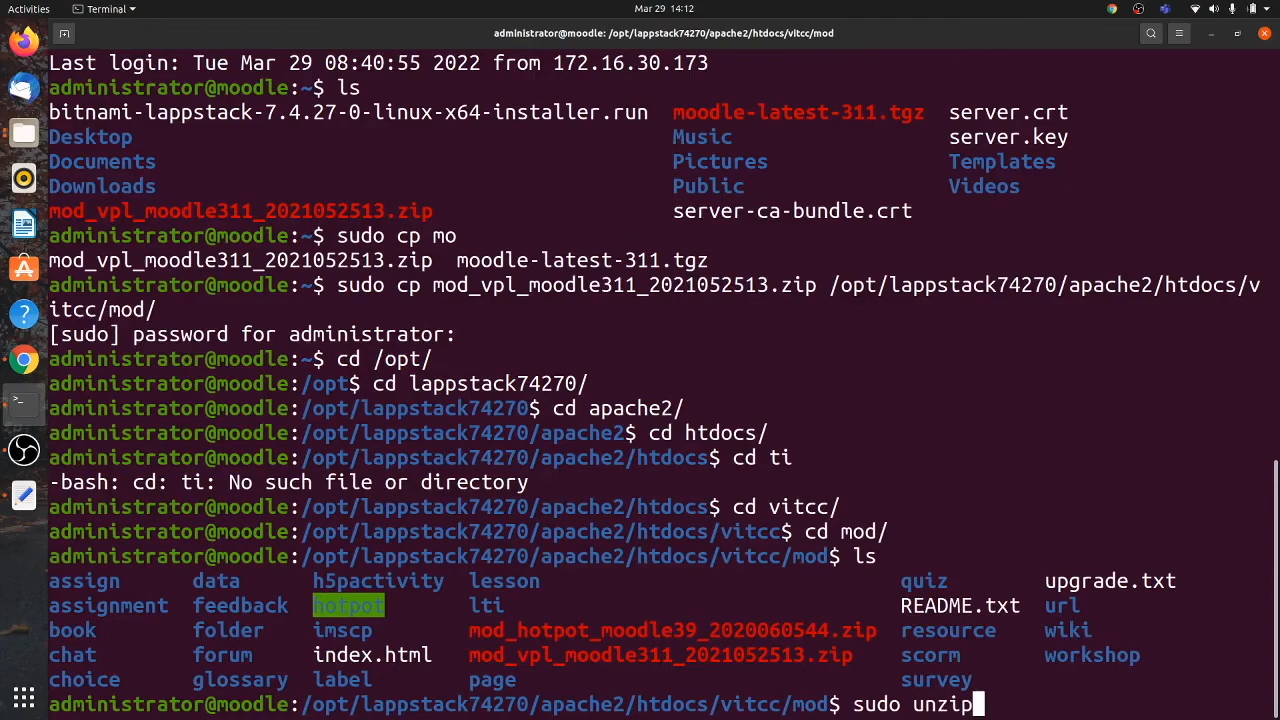 Activities Terminal Mar 29 14:12
administrator@moodle: /opt/lappstack74270/apache2/htdocs/vitcc/mod
Last login: Tue Mar 29 08:40:55 2022 from 172.16.30.173
administrator@moodle:~$ ls
bitnami-lappstack-7.4.27-0-linux-x64-installer.run moodle-latest-311.tgz server.crt
Desktop Music server.key
Documents Pictures Templates
Downloads Public Videos
mod_vpl_moodle311_2021052513.zip server-ca-bundle.crt
administrator@moodle:~$ sudo cp mo
mod_vpl_moodle311_2021052513.zip moodle-latest-311.tgz
administrator@moodle:~$ sudo cp mod_vpl_moodle311_2021052513.zip /opt/lappstack74270/apache2/htdocs/v
itcc/mod/
[sudo] password for administrator:
administrator@moodle:~$ cd /opt/
administrator@moodle:/opt$ cd lappstack74270/
administrator@moodle:/opt/lappstack74270$ cd apache2/
administrator@moodle:/opt/lappstack74270/apache2$ cd htdocs/
administrator@moodle:/opt/lappstack74270/apache2/htdocs$ cd ti
-bash: cd: ti: No such file or directory
administrator@moodle:/opt/lappstack74270/apache2/htdocs$ cd vitcc/
administrator@moodle:/opt/lappstack74270/apache2/htdocs/vitcc$ cd mod/
administrator@moodle:/opt/lappstack74270/apache2/htdocs/vitcc/mod$ ls
assign data h5pactivity lesson quiz upgrade.txt
assignment feedback hotpot lti README.txt url
book folder imscp mod_hotpot_moodle39_2020060544.zip resource wiki
chat forum index.html mod_vpl_moodle311_2021052513.zip scorm workshop
choice glossary label page survey
administrator@moodle:/opt/lappstack74270/apache2/htdocs/vitcc/mod$ sudo unzip